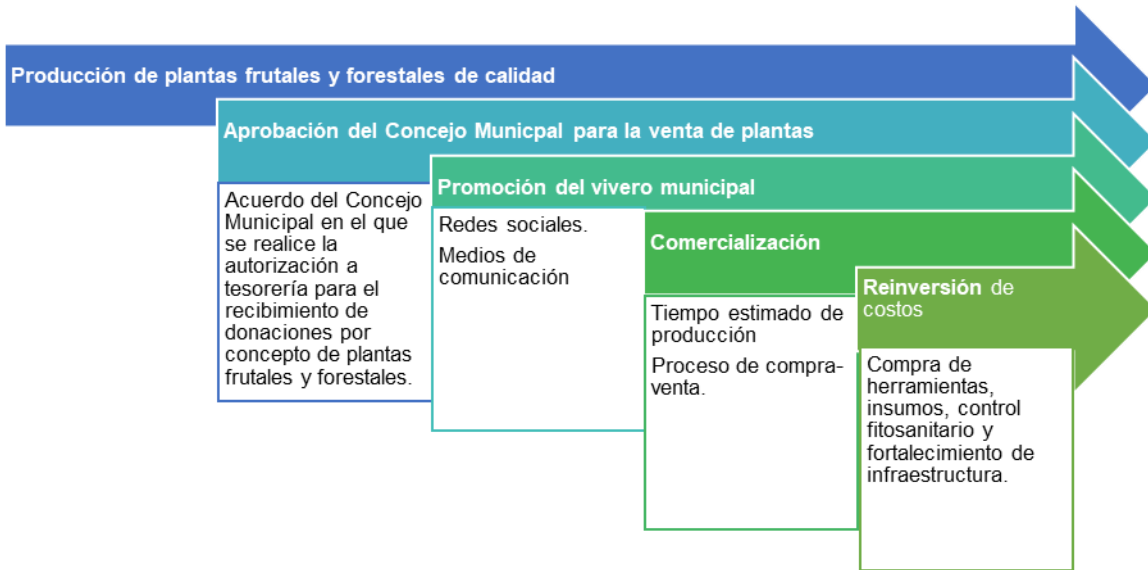 Producción de plantas frutales y forestales de calidad
Aprobación del Concejo Municpal para la venta de plantas
Acuerdo del Concejo
Municipal en el que
se realice la
autorización a
tesorería para el
recibimiento de
donaciones por
concepto de plantas
frutales y forestales.
Promoción del vivero municipal
Redes sociales.
Medios de
comunicación
Comercialización
Tiempo estimado de
producción
Proceso de compra-
venta.
Reinversión de
costos
Compra de
herramientas,
insumos, control
fitosanitario y
fortalecimiento de
infraestructura.